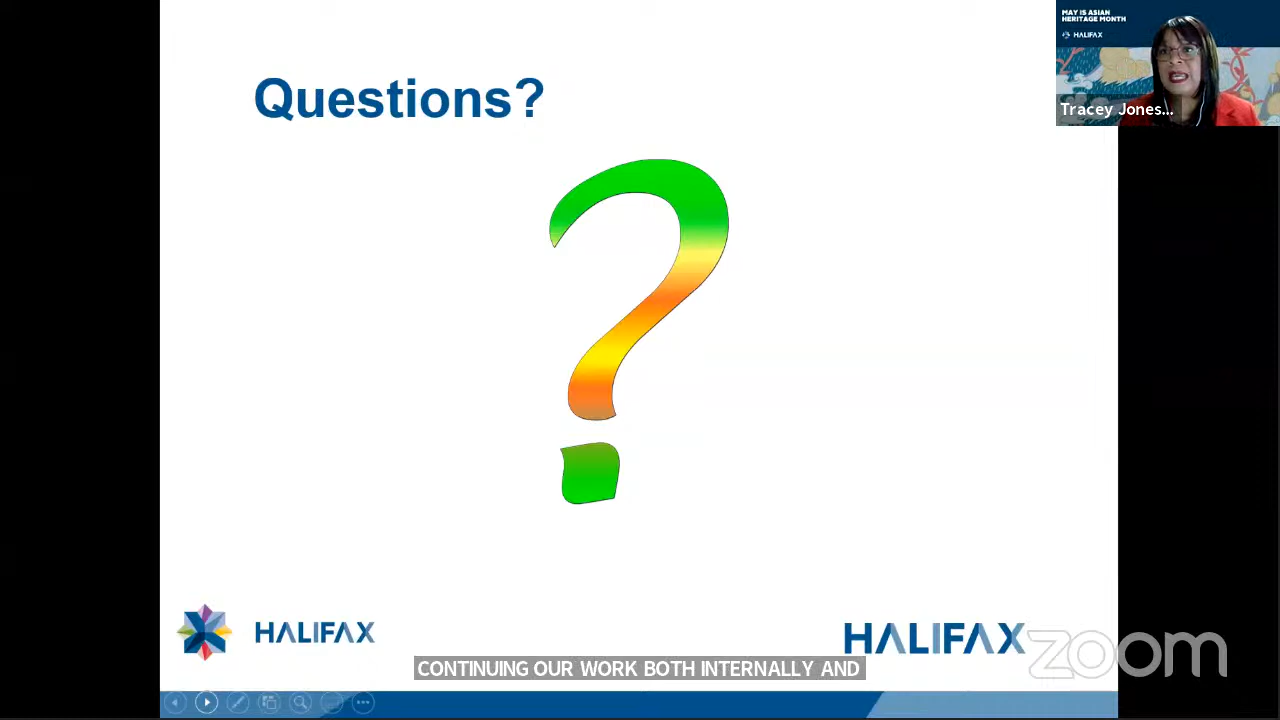 Questions?
MAY IS ASIAN
HERITAGE MONTH
HALIFAX
Tracey Jones...
?
HALIFAX
HALIFAX
zoom
CONTINUING OUR WORK BOTH INTERNALLY AND